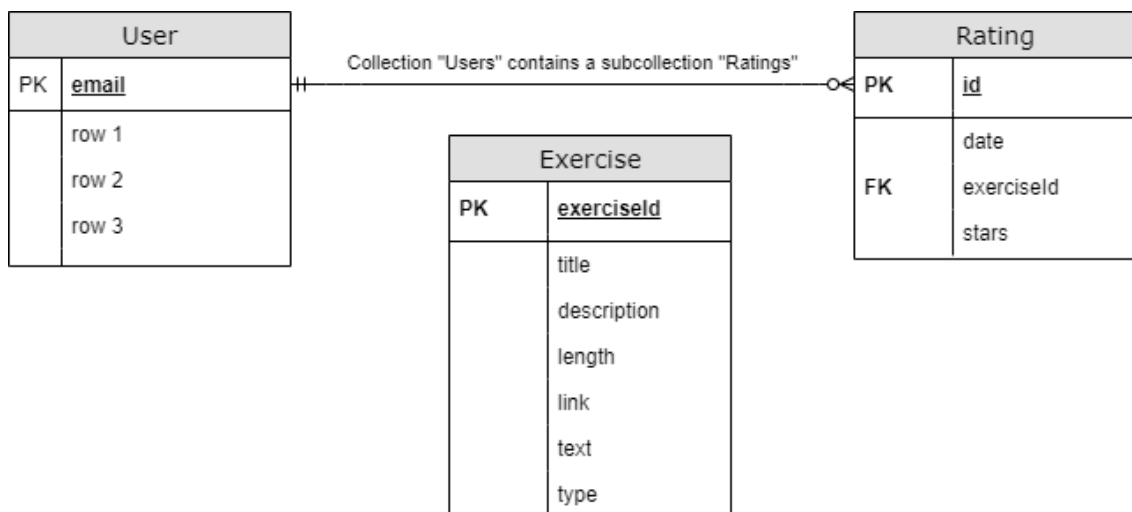 User
PK email
row 1
row 2
row 3
Collection "Users" contains a subcollection "Ratings"
Rating
PK id
date
FK exerciseId
stars
Exercise
PK exerciseId
title
description
length
link
text
type